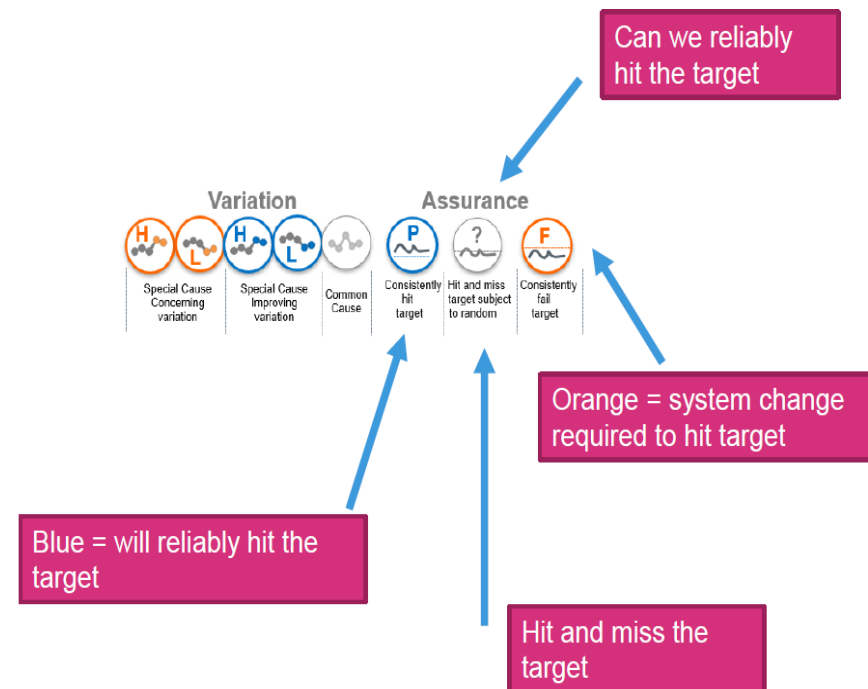 Can we reliably
hit the target
Variation
Assurance
H
L
H
L
P
?
F
Special Cause
Concerning
variation
Special Cause
Improving
variation
Common
Cause
Consistently
hit
target
Hit and miss
target subject
to random
Consistently
fail
target
Orange = system change
required to hit target
Blue = will reliably hit the
target
Hit and miss the
target